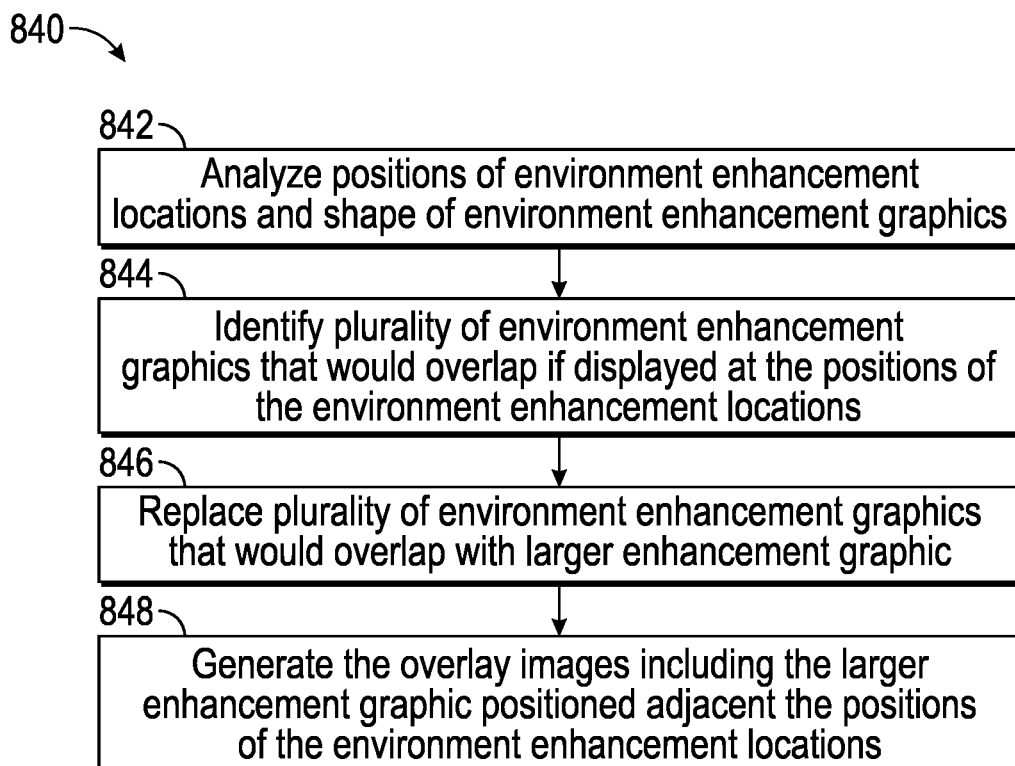 840
842
Analyze positions of environment enhancement
locations and shape of environment enhancement graphics
844
Identify plurality of environment enhancement
graphics that would overlap if displayed at the positions of
the environment enhancement locations
846
Replace plurality of environment enhancement graphics
that would overlap with larger enhancement graphic
848
Generate the overlay images including the larger
enhancement graphic positioned adjacent the positions
of the environment enhancement locations